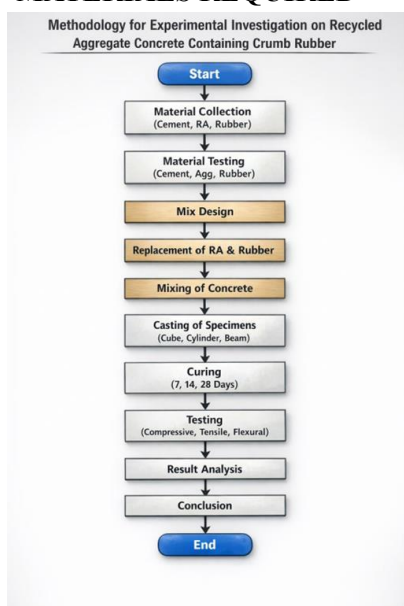 Methodology for Experimental Investigation on Recycled
Aggregate Concrete Containing Crumb Rubber
Start
Material Collection
(Cement, RA, Rubber)
Material Testing
(Cement, Agg, Rubber)
Mix Design
Replacement of RA & Rubber
Mixing of Concrete
Casting of Specimens
(Cube, Cylinder, Beam)
Curing
(7, 14, 28 Days)
Testing
(Compressive, Tensile, Flexural)
Result Analysis
Conclusion
End